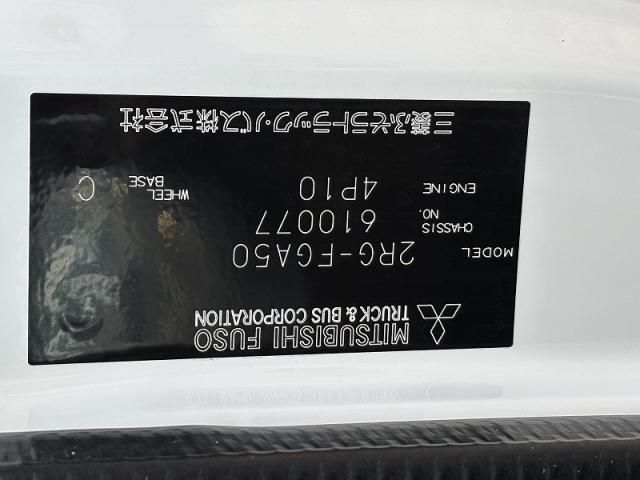 MITSUBISHI FUSO
TRUCK & BUS CORPORATION
MODEL 2RG-FGA50
CHASSIS NO. 610077
ENGINE 4P10 WHEEL BASE C
三菱ふそうトラック・バス株式会社